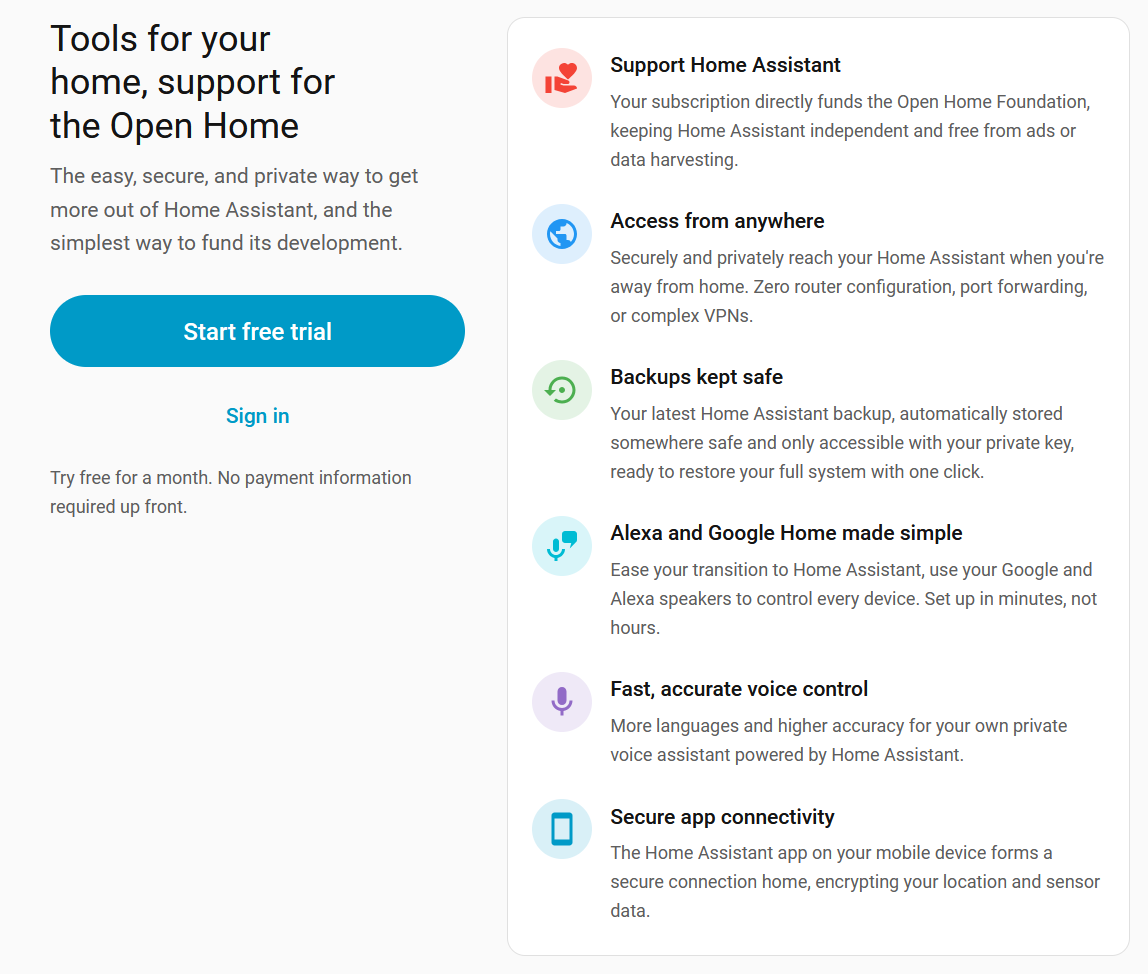 Tools for your
home, support for
the Open Home
The easy, secure, and private way to get
more out of Home Assistant, and the
simplest way to fund its development.
Start free trial
Sign in
Try free for a month. No payment information
required up front.
Support Home Assistant
Your subscription directly funds the Open Home Foundation,
keeping Home Assistant independent and free from ads or
data harvesting.
Access from anywhere
Securely and privately reach your Home Assistant when you're
away from home. Zero router configuration, port forwarding,
or complex VPNs.
Backups kept safe
Your latest Home Assistant backup, automatically stored
somewhere safe and only accessible with your private key,
ready to restore your full system with one click.
Alexa and Google Home made simple
Ease your transition to Home Assistant, use your Google and
Alexa speakers to control every device. Set up in minutes, not
hours.
Fast, accurate voice control
More languages and higher accuracy for your own private
voice assistant powered by Home Assistant.
Secure app connectivity
The Home Assistant app on your mobile device forms a
secure connection home, encrypting your location and sensor
data.